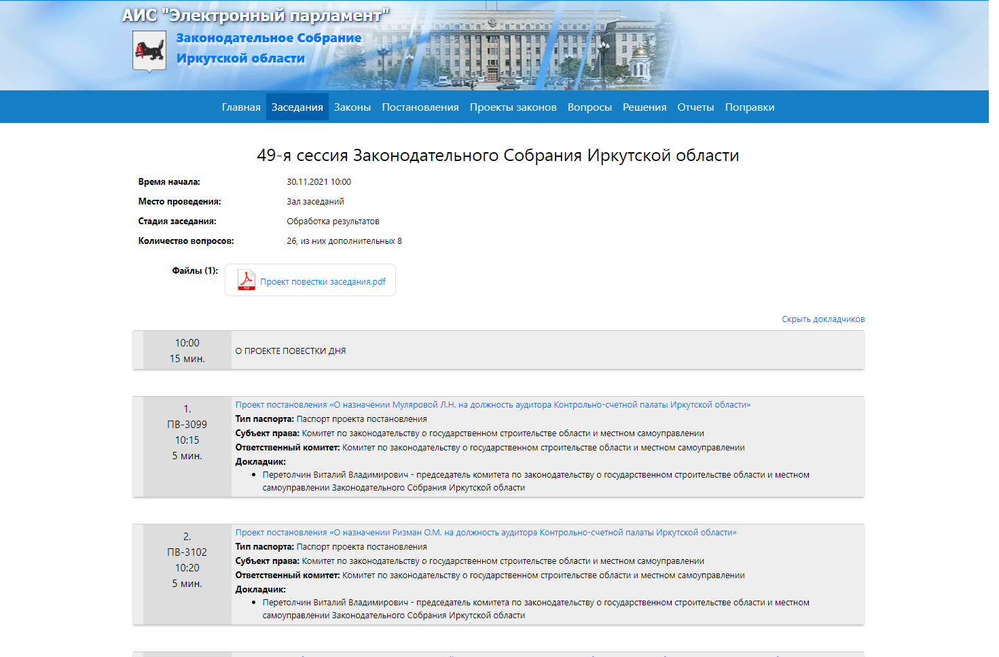 АИС "Электронный парламент"
Законодательное Собрание
Иркутской области
Главная Заседания Законы Постановления Проекты законов Вопросы Решения Отчеты Поправки
49-я сессия Законодательного Собрания Иркутской области
Время начала: 30.11.2021 10:00
Место проведения: Зал заседаний
Стадия заседания: Обработка результатов
Количество вопросов: 26, из них дополнительных 8
Файлы (1): Проект повестки заседания.pdf
Скрыть докладчиков
10:00
15 мин.
О ПРОЕКТЕ ПОВЕСТКИ ДНЯ
1.
ПВ-3099
10:15
5 мин.
Проект постановления «О назначении Муляровой Л.Н. на должность аудитора Контрольно-счетной палаты Иркутской области»
Тип паспорта: Паспорт проекта постановления
Субъект права: Комитет по законодательству о государственном строительстве области и местном самоуправлении
Ответственный комитет: Комитет по законодательству о государственном строительстве области и местном самоуправлении
Докладчик:
• Перетолчин Виталий Владимирович - председатель комитета по законодательству о государственном строительстве области и местном
самоуправлении Законодательного Собрания Иркутской области
2.
ПВ-3102
10:20
5 мин.
Проект постановления «О назначении Ризман О.М. на должность аудитора Контрольно-счетной палаты Иркутской области»
Тип паспорта: Паспорт проекта постановления
Субъект права: Комитет по законодательству о государственном строительстве области и местном самоуправлении
Ответственный комитет: Комитет по законодательству о государственном строительстве области и местном самоуправлении
Докладчик:
• Перетолчин Виталий Владимирович - председатель комитета по законодательству о государственном строительстве области и местном
самоуправлении Законодательного Собрания Иркутской области